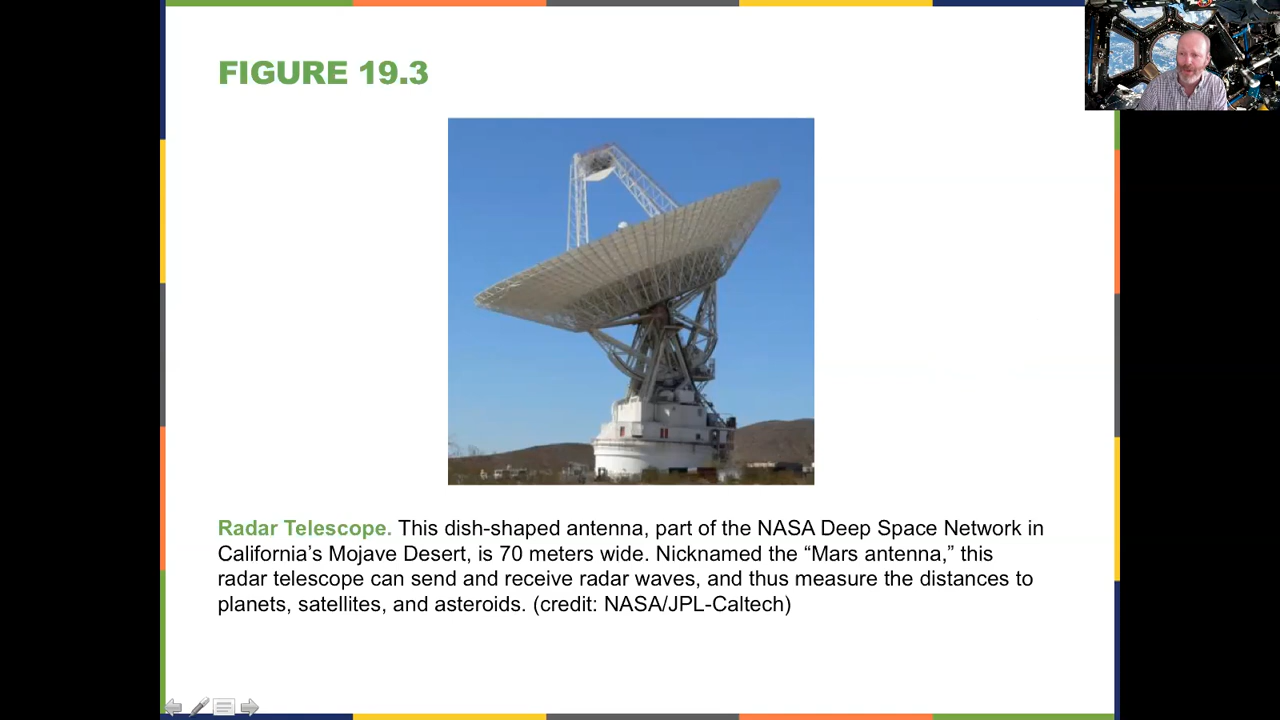 FIGURE 19.3
Radar Telescope. This dish-shaped antenna, part of the NASA Deep Space Network in
California’s Mojave Desert, is 70 meters wide. Nicknamed the “Mars antenna,” this
radar telescope can send and receive radar waves, and thus measure the distances to
planets, satellites, and asteroids. (credit: NASA/JPL-Caltech)